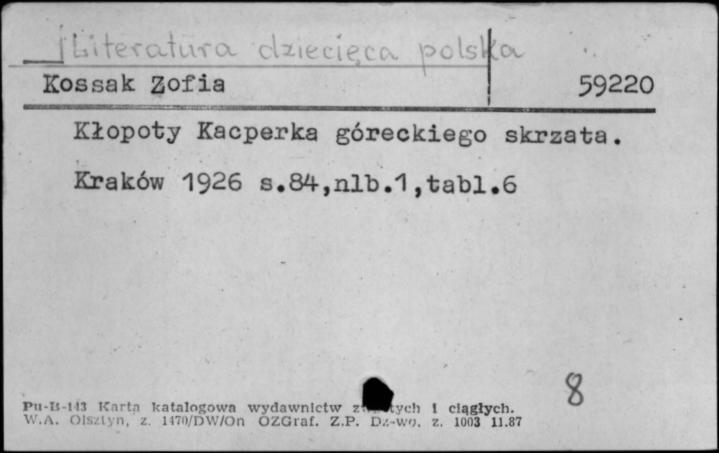 Literatura dziecięca polska
Kossak Zofia 59220
Kłopoty Kacperka góreckiego skrzata.
Kraków 1926 s.84,nlb.1,tabl.6
8
Pu-B-143 Karta katalogowa wydawnictw i ciągłych.
W.A. Olsztyn, z. 1470/DW/On OZGraf. Z.P. Dz-wo, z. 1003 11.87